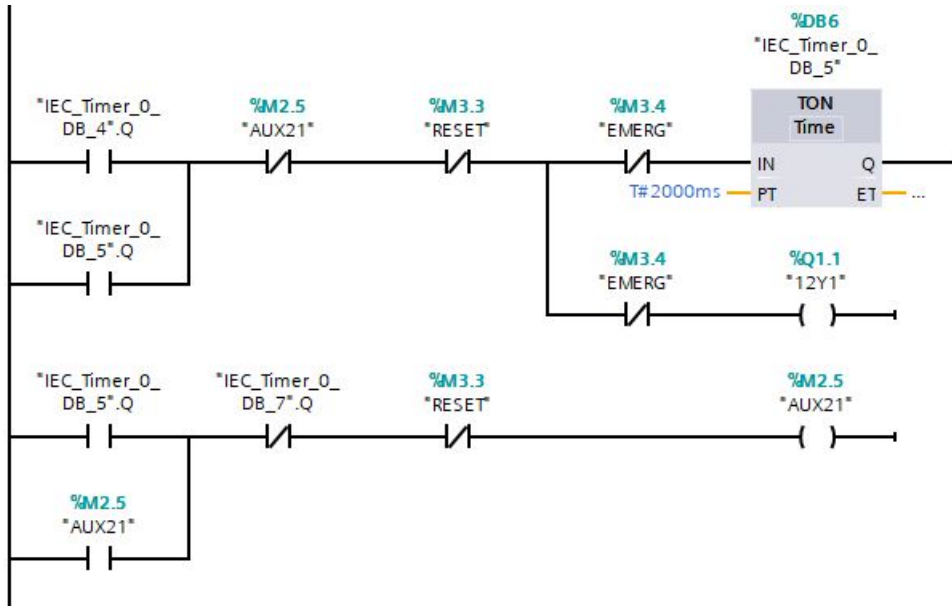 %DB6
"IEC_Timer_0_
DB_5"
"IEC_Timer_0_
DB_4".Q
%M2.5
"AUX21"
%M3.3
"RESET"
%M3.4
"EMERG"
TON
Time
IN
Q
T#2000ms
PT
ET
...
"IEC_Timer_0_
DB_5".Q
%M3.4
"EMERG"
%Q1.1
"12Y1"
"IEC_Timer_0_
DB_5".Q
"IEC_Timer_0_
DB_7".Q
%M3.3
"RESET"
%M2.5
"AUX21"
%M2.5
"AUX21"